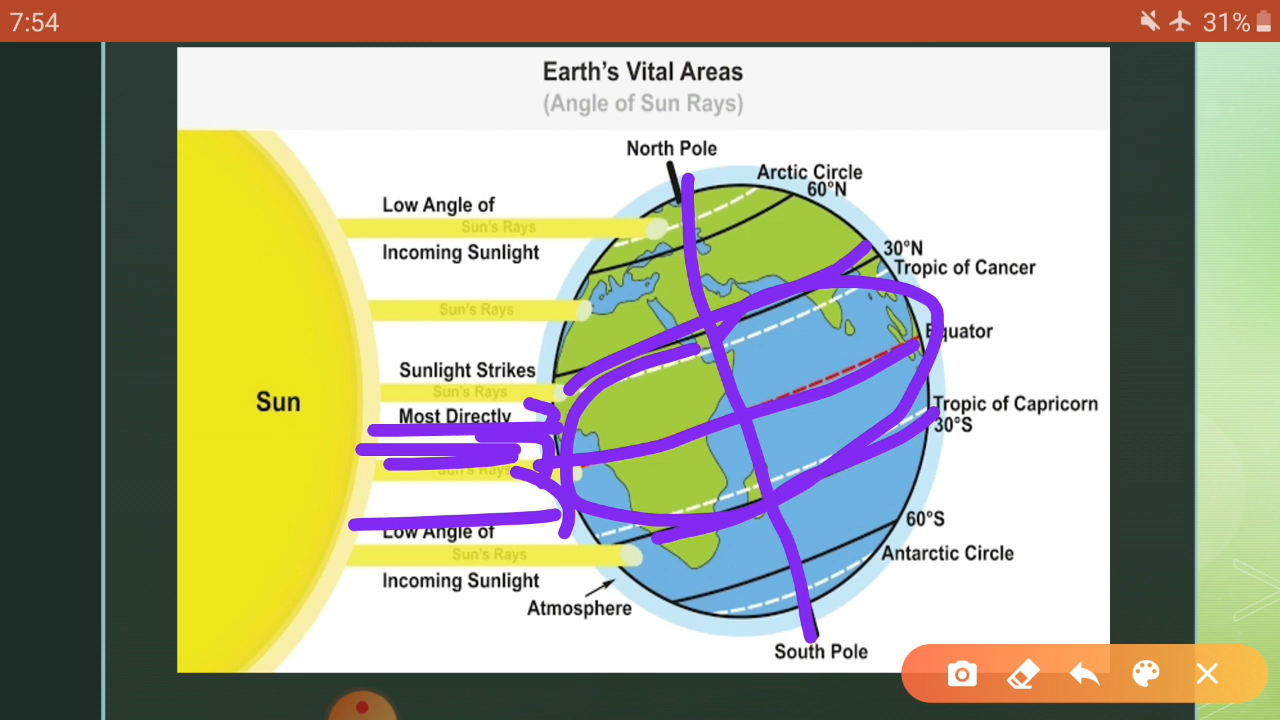 7:54
31%
Earth's Vital Areas
(Angle of Sun Rays)
North Pole
Arctic Circle
60°N
Low Angle of
Sun's Rays
Incoming Sunlight
30°N
Tropic of Cancer
Sun's Rays
Equator
Sunlight Strikes
Sun's Rays
Most Directly
Sun
Tropic of Capricorn
30°S
Sun's Rays
60°S
Low Angle of
Sun's Rays
Antarctic Circle
Incoming Sunlight
Atmosphere
South Pole